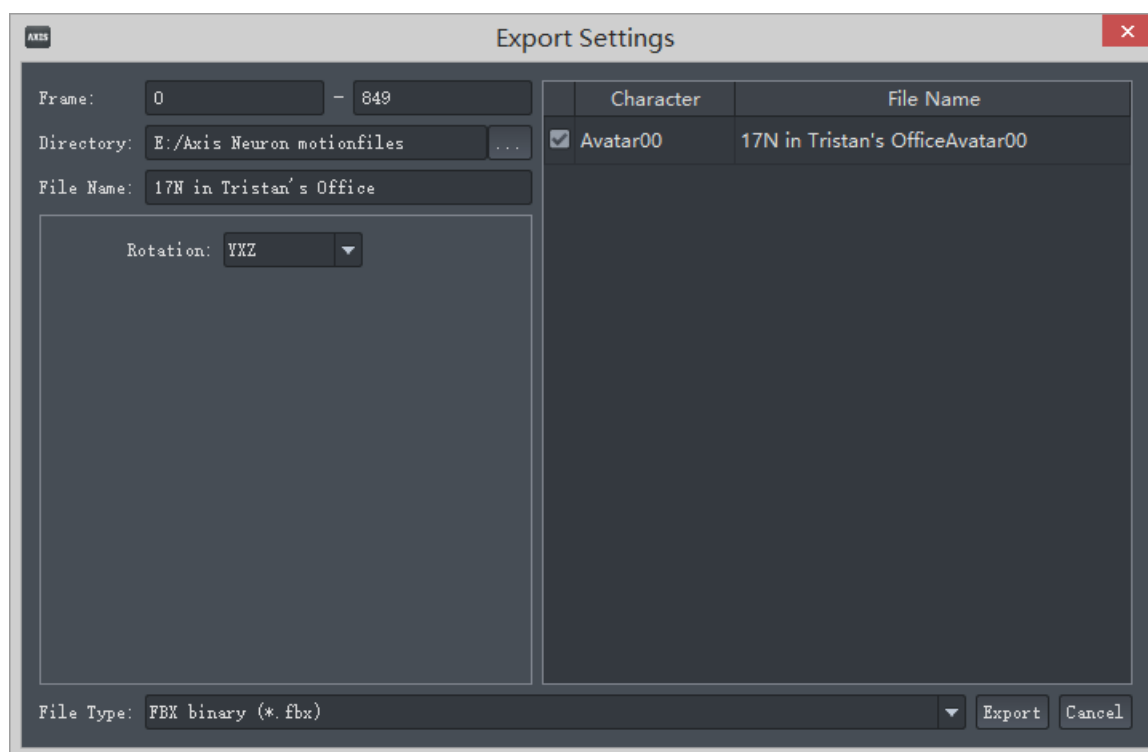 AXIS
Export Settings
Frame: 0 - 849
Directory: E:/Axis Neuron motionfiles ...
File Name: 17N in Tristan's Office
Rotation: YXZ
Character File Name
Avatar00 17N in Tristan's OfficeAvatar00
File Type: FBX binary (*.fbx) Export Cancel